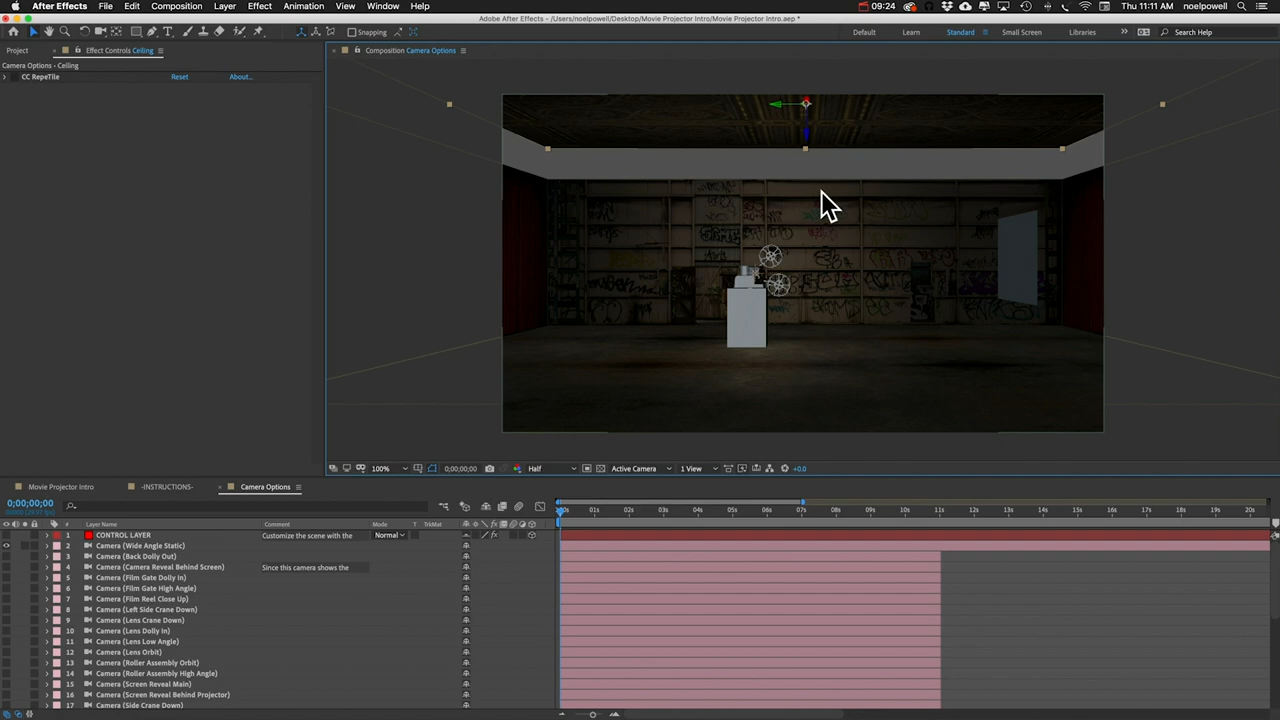 After Effects File Edit Composition Layer Effect Animation View Window Help 09:24 Mon 11:11 AM noelpowell
Adobe After Effects - /Users/noelpowell/Desktop/Movie Projector Intro/Movie Projector Intro.aep *
Snapping Default Learn Standard Small Screen Libraries Search Help
Project Effect Controls Ceiling Composition Camera Options
Camera Options - Ceiling
CC RepeTile Reset About...
100% 0;00;00;00 Half Active Camera 1 View +0.0
Movie Projector Intro -INSTRUCTIONS- Camera Options
0;00;00;00
# Layer Name Comment Mode T TrkMat
01s 02s 03s 04s 05s 06s 07s 08s 09s 10s 11s 12s 13s 14s 15s 16s 17s 18s 19s 20s
1 CONTROL LAYER Customize the scene with the Normal
2 Camera (Wide Angle Static)
3 Camera (Back Dolly Out)
4 Camera (Camera Reveal Behind Screen) Since this camera shows the
5 Camera (Film Gate Dolly In)
6 Camera (Film Gate High Angle)
7 Camera (Film Reel Close Up)
8 Camera (Left Side Crane Down)
9 Camera (Lens Crane Down)
10 Camera (Lens Dolly In)
11 Camera (Lens Low Angle)
12 Camera (Lens Orbit)
13 Camera (Roller Assembly Orbit)
14 Camera (Roller Assembly High Angle)
15 Camera (Screen Reveal Main)
16 Camera (Screen Reveal Behind Projector)
17 Camera (Side Crane Down)